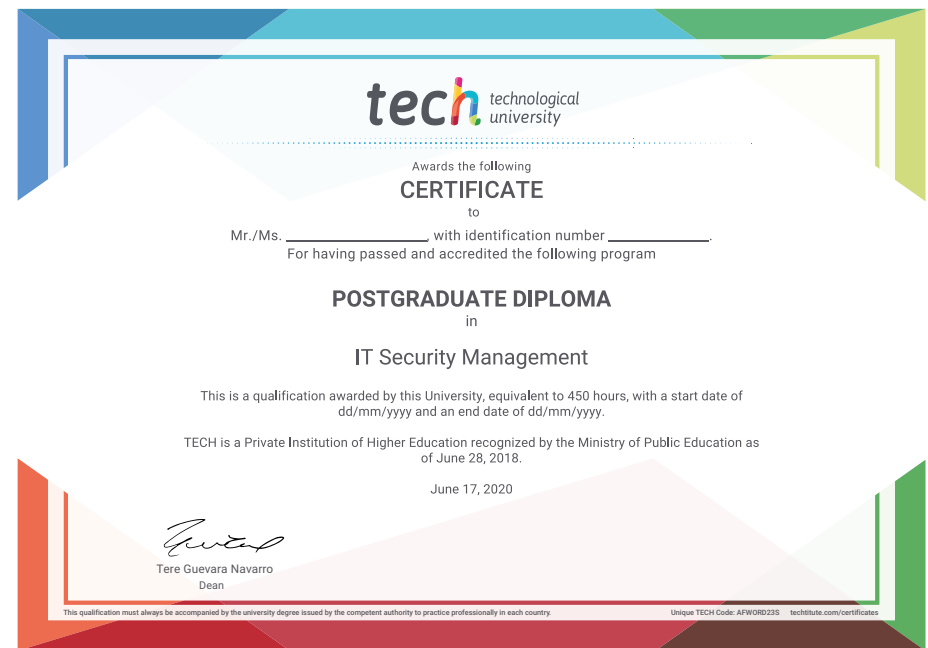 tech technological
university
Awards the following
CERTIFICATE
to
Mr./Ms. ____________________, with identification number ______________.
For having passed and accredited the following program
POSTGRADUATE DIPLOMA
in
IT Security Management
This is a qualification awarded by this University, equivalent to 450 hours, with a start date of
dd/mm/yyyy and an end date of dd/mm/yyyy.
TECH is a Private Institution of Higher Education recognized by the Ministry of Public Education as
of June 28, 2018.
June 17, 2020
Tere Guevara Navarro
Dean
This qualification must always be accompanied by the university degree issued by the competent authority to practice professionally in each country. Unique TECH Code: AFWORD23S techtitute.com/certificates